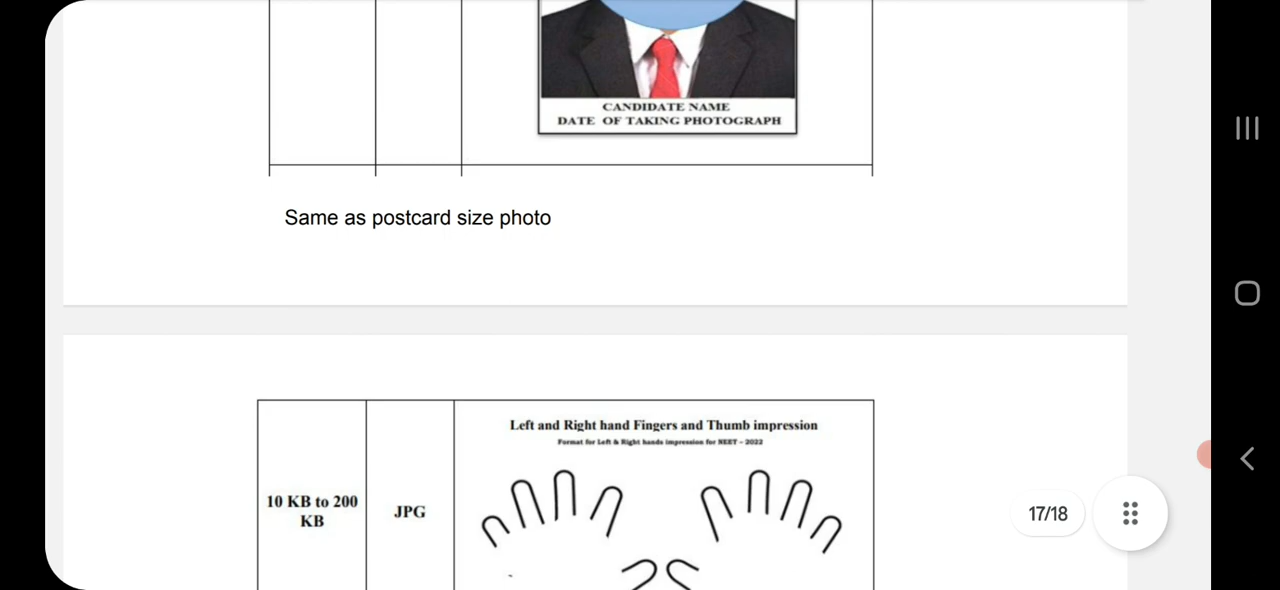 CANDIDATE NAME
DATE OF TAKING PHOTOGRAPH
Same as postcard size photo
Left and Right hand Fingers and Thumb impression
Format for Left & Right hands impression for NEET – 2022
10 KB to 200
KB
JPG
17/18